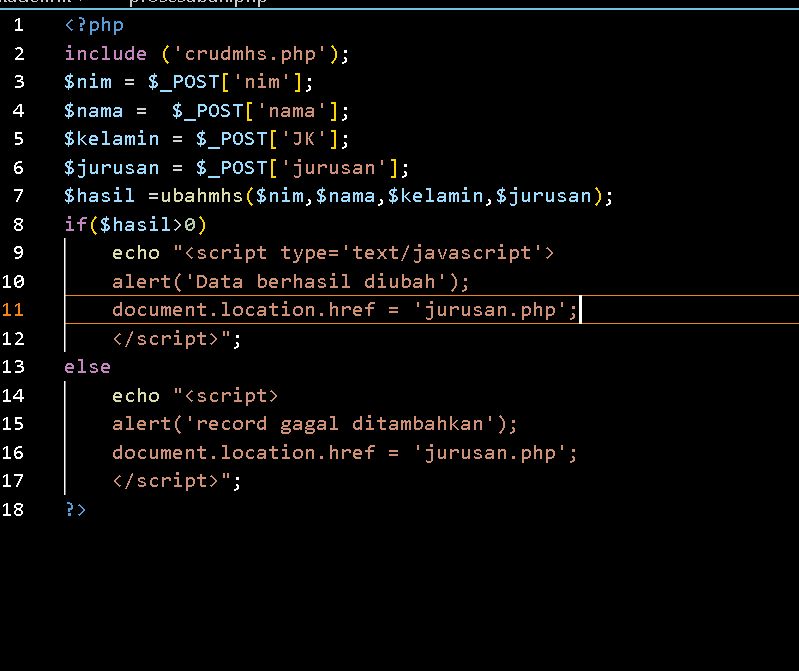 prosesubah.php
1 <?php
2 include ('crudmhs.php');
3 $nim = $_POST['nim'];
4 $nama =  $_POST['nama'];
5 $kelamin = $_POST['JK'];
6 $jurusan = $_POST['jurusan'];
7 $hasil =ubahmhs($nim,$nama,$kelamin,$jurusan);
8 if($hasil>0)
9     echo "<script type='text/javascript'>
10     alert('Data berhasil diubah');
11     document.location.href = 'jurusan.php';
12     </script>";
13 else
14     echo "<script>
15     alert('record gagal ditambahkan');
16     document.location.href = 'jurusan.php';
17     </script>";
18 ?>